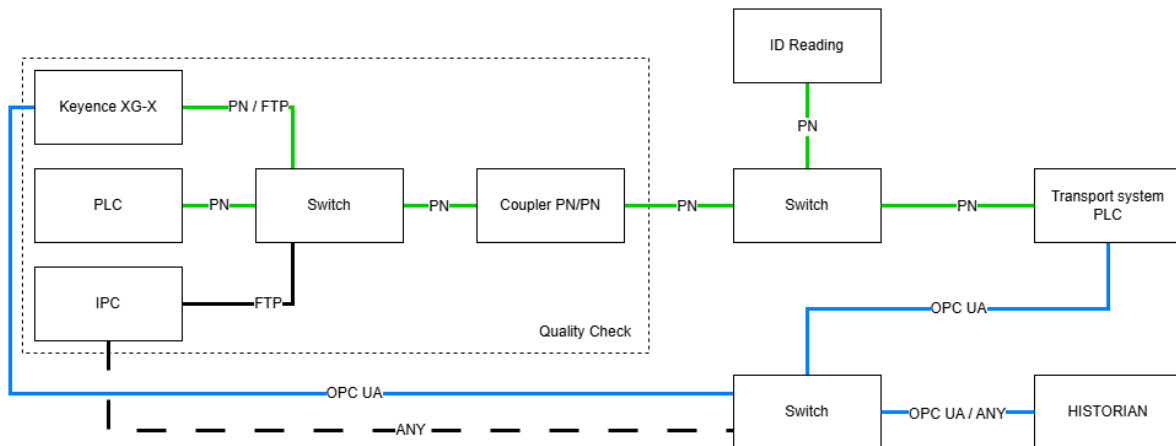 ID Reading
Keyence XG-X
PN / FTP
PN
PLC
PN
Switch
PN
Coupler PN/PN
PN
Switch
PN
Transport system
PLC
IPC
FTP
Quality Check
OPC UA
OPC UA
Switch
OPC UA / ANY
HISTORIAN
ANY